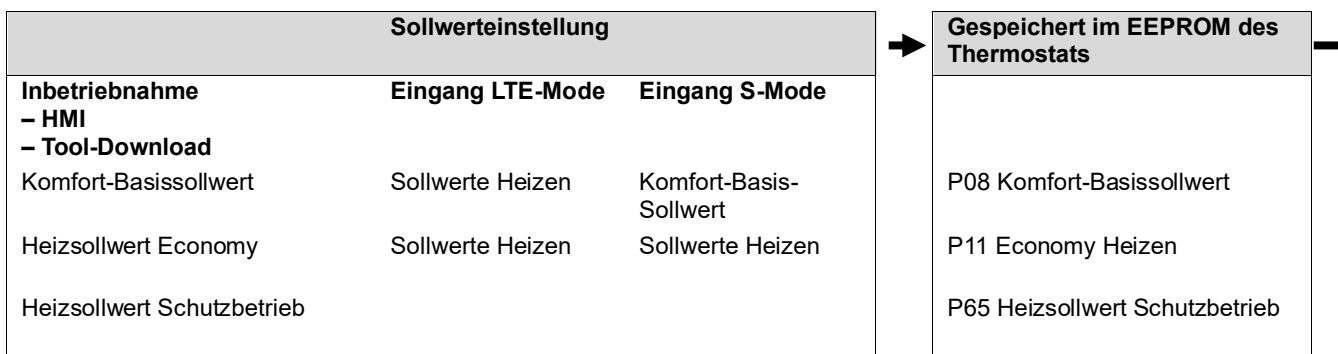 Sollwerteinstellung
Gespeichert im EEPROM des
Thermostats
Inbetriebnahme
– HMI
– Tool-Download
Eingang LTE-Mode
Eingang S-Mode
Komfort-Basissollwert
Sollwerte Heizen
Komfort-Basis-
Sollwert
P08 Komfort-Basissollwert
Heizsollwert Economy
Sollwerte Heizen
Sollwerte Heizen
P11 Economy Heizen
Heizsollwert Schutzbetrieb
P65 Heizsollwert Schutzbetrieb